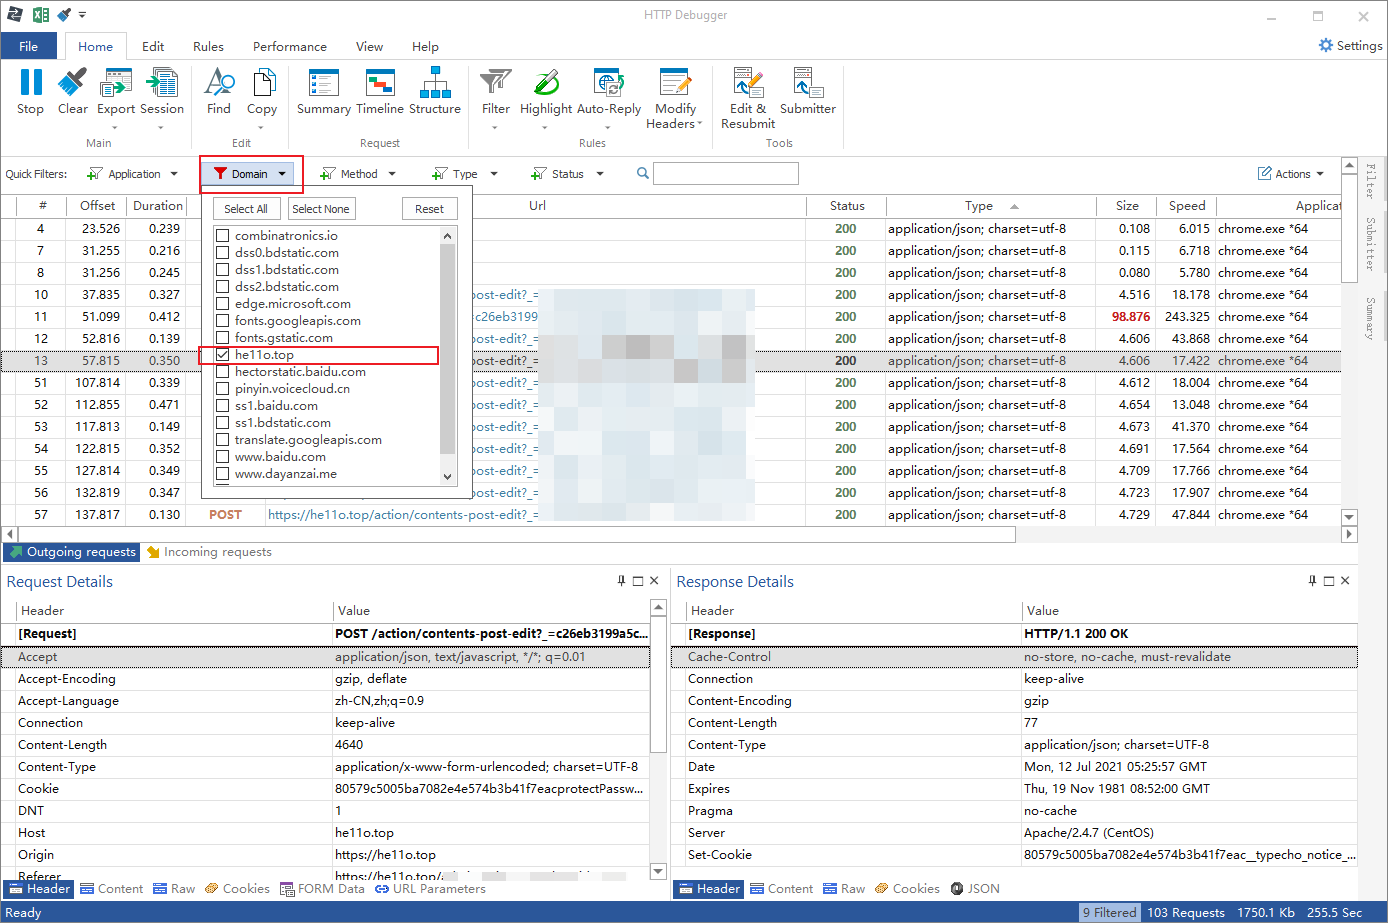 HTTP Debugger
File Home Edit Rules Performance View Help Settings
Stop Clear Export Session Find Copy Summary Timeline Structure Filter Highlight Auto-Reply Modify Headers Edit & Resubmit Submitter
Main Edit Request Rules Tools
Quick Filters: Application Domain Method Type Status Actions
# Offset Duration Url Status Type Size Speed Applicat
Select All Select None Reset
combinatronics.io
dss0.bdstatic.com
dss1.bdstatic.com
dss2.bdstatic.com
edge.microsoft.com
fonts.googleapis.com
fonts.gstatic.com
he11o.top
hectorstatic.baidu.com
pinyin.voicecloud.cn
ss1.baidu.com
ss1.bdstatic.com
translate.googleapis.com
www.baidu.com
www.dayanzai.me
4 23.526 0.239 200 application/json; charset=utf-8 0.108 6.015 chrome.exe *64
7 31.255 0.216 200 application/json; charset=utf-8 0.115 6.718 chrome.exe *64
8 31.256 0.245 200 application/json; charset=utf-8 0.080 5.780 chrome.exe *64
10 37.835 0.327 -post-edit?_= 200 application/json; charset=utf-8 4.516 18.178 chrome.exe *64
11 51.099 0.412 =c26eb3199 200 application/json; charset=utf-8 98.876 243.325 chrome.exe *64
12 52.816 0.139 -post-edit?_= 200 application/json; charset=utf-8 4.606 43.868 chrome.exe *64
13 57.815 0.350 -post-edit?_= 200 application/json; charset=utf-8 4.606 17.422 chrome.exe *64
51 107.814 0.339 -post-edit?_= 200 application/json; charset=utf-8 4.612 18.004 chrome.exe *64
52 112.855 0.471 -post-edit?_= 200 application/json; charset=utf-8 4.654 13.048 chrome.exe *64
53 117.813 0.149 -post-edit?_= 200 application/json; charset=utf-8 4.673 41.370 chrome.exe *64
54 122.815 0.352 -post-edit?_= 200 application/json; charset=utf-8 4.691 17.564 chrome.exe *64
55 127.814 0.349 -post-edit?_= 200 application/json; charset=utf-8 4.709 17.766 chrome.exe *64
56 132.819 0.347 -post-edit?_= 200 application/json; charset=utf-8 4.723 17.907 chrome.exe *64
57 137.817 0.130 POST https://he11o.top/action/contents-post-edit?_= 200 application/json; charset=utf-8 4.729 47.844 chrome.exe *64
Filter
Submitter
Summary
Outgoing requests Incoming requests
Request Details
Header Value
[Request] POST /action/contents-post-edit?_=c26eb3199a5c...
Accept application/json, text/javascript, */*; q=0.01
Accept-Encoding gzip, deflate
Accept-Language zh-CN,zh;q=0.9
Connection keep-alive
Content-Length 4640
Content-Type application/x-www-form-urlencoded; charset=UTF-8
Cookie 80579c5005ba7082e4e574b3b41f7eacprotectPassw...
DNT 1
Host he11o.top
Origin https://he11o.top
Referer https://he11o.top/
Header Content Raw Cookies FORM Data URL Parameters
Response Details
Header Value
[Response] HTTP/1.1 200 OK
Cache-Control no-store, no-cache, must-revalidate
Connection keep-alive
Content-Encoding gzip
Content-Length 77
Content-Type application/json; charset=UTF-8
Date Mon, 12 Jul 2021 05:25:57 GMT
Expires Thu, 19 Nov 1981 08:52:00 GMT
Pragma no-cache
Server Apache/2.4.7 (CentOS)
Set-Cookie 80579c5005ba7082e4e574b3b41f7eac__typecho_notice_...
Header Content Raw Cookies JSON
Ready 9 Filtered 103 Requests 1750.1 Kb 255.5 Sec